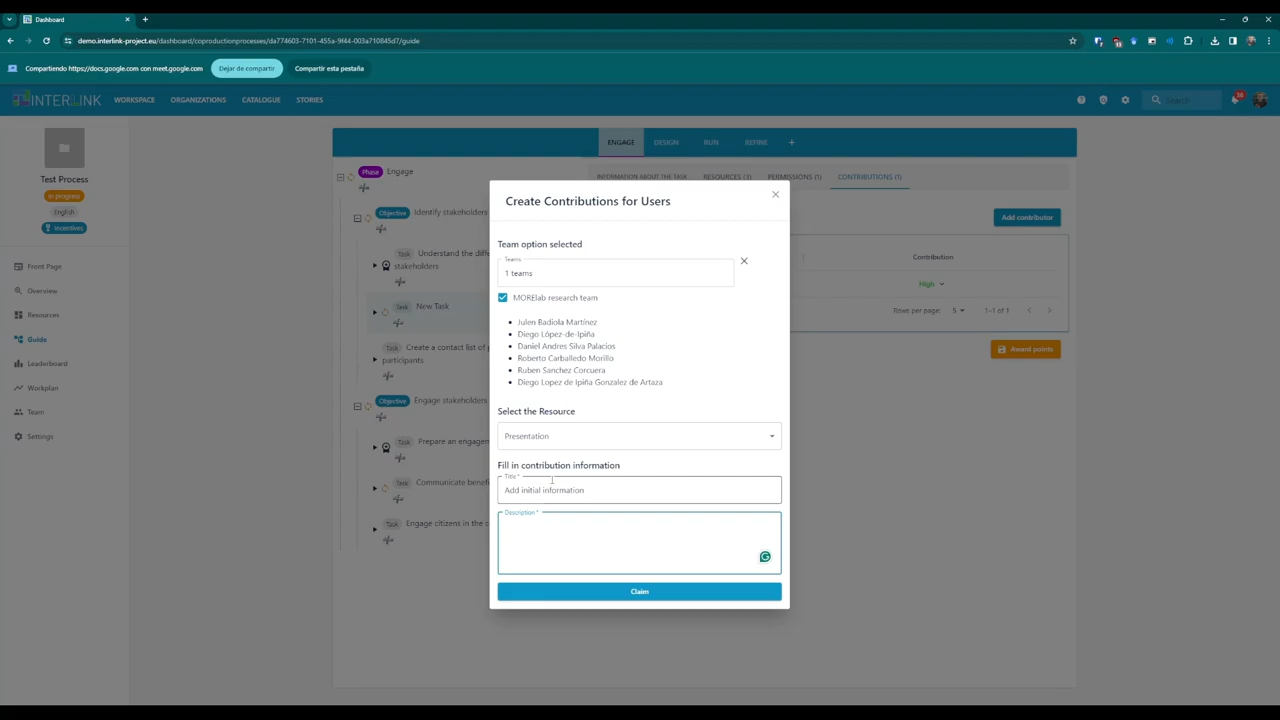 Dashboard
demo.interlink-project.eu/dashboard/coproductionprocesses/da774603-7101-455a-9f44-003a710845d7/guide
Compartiendo https://docs.google.com con meet.google.com
Dejar de compartir
Compartir esta pestaña
INTERLINK
WORKSPACE
ORGANIZATIONS
CATALOGUE
STORIES
Search
36
Test Process
In progress
English
Incentives
Front Page
Overview
Resources
Guide
Leaderboard
Workplan
Team
Settings
ENGAGE
DESIGN
RUN
REFINE
Phase Engage
INFORMATION ABOUT THE TASK
RESOURCES (3)
PERMISSIONS (1)
CONTRIBUTIONS (1)
Objective Identify stakeholders
Task Understand the diffe
stakeholders
Task New Task
Task Create a contact list of p
participants
Objective Engage stakeholders
Task Prepare an engagem
Task Communicate benefi
Task Engage citizens in the c
Add contributor
Contribution
High
Rows per page: 5
1–1 of 1
Award points
Create Contributions for Users
Team option selected
Teams
1 teams
MORElab research team
Julen Badiola Martínez
Diego López-de-Ipiña
Daniel Andres Silva Palacios
Roberto Carballedo Morillo
Ruben Sanchez Corcuera
Diego Lopez de Ipiña Gonzalez de Artaza
Select the Resource
Presentation
Fill in contribution information
Title *
Add initial information
Description *
Claim